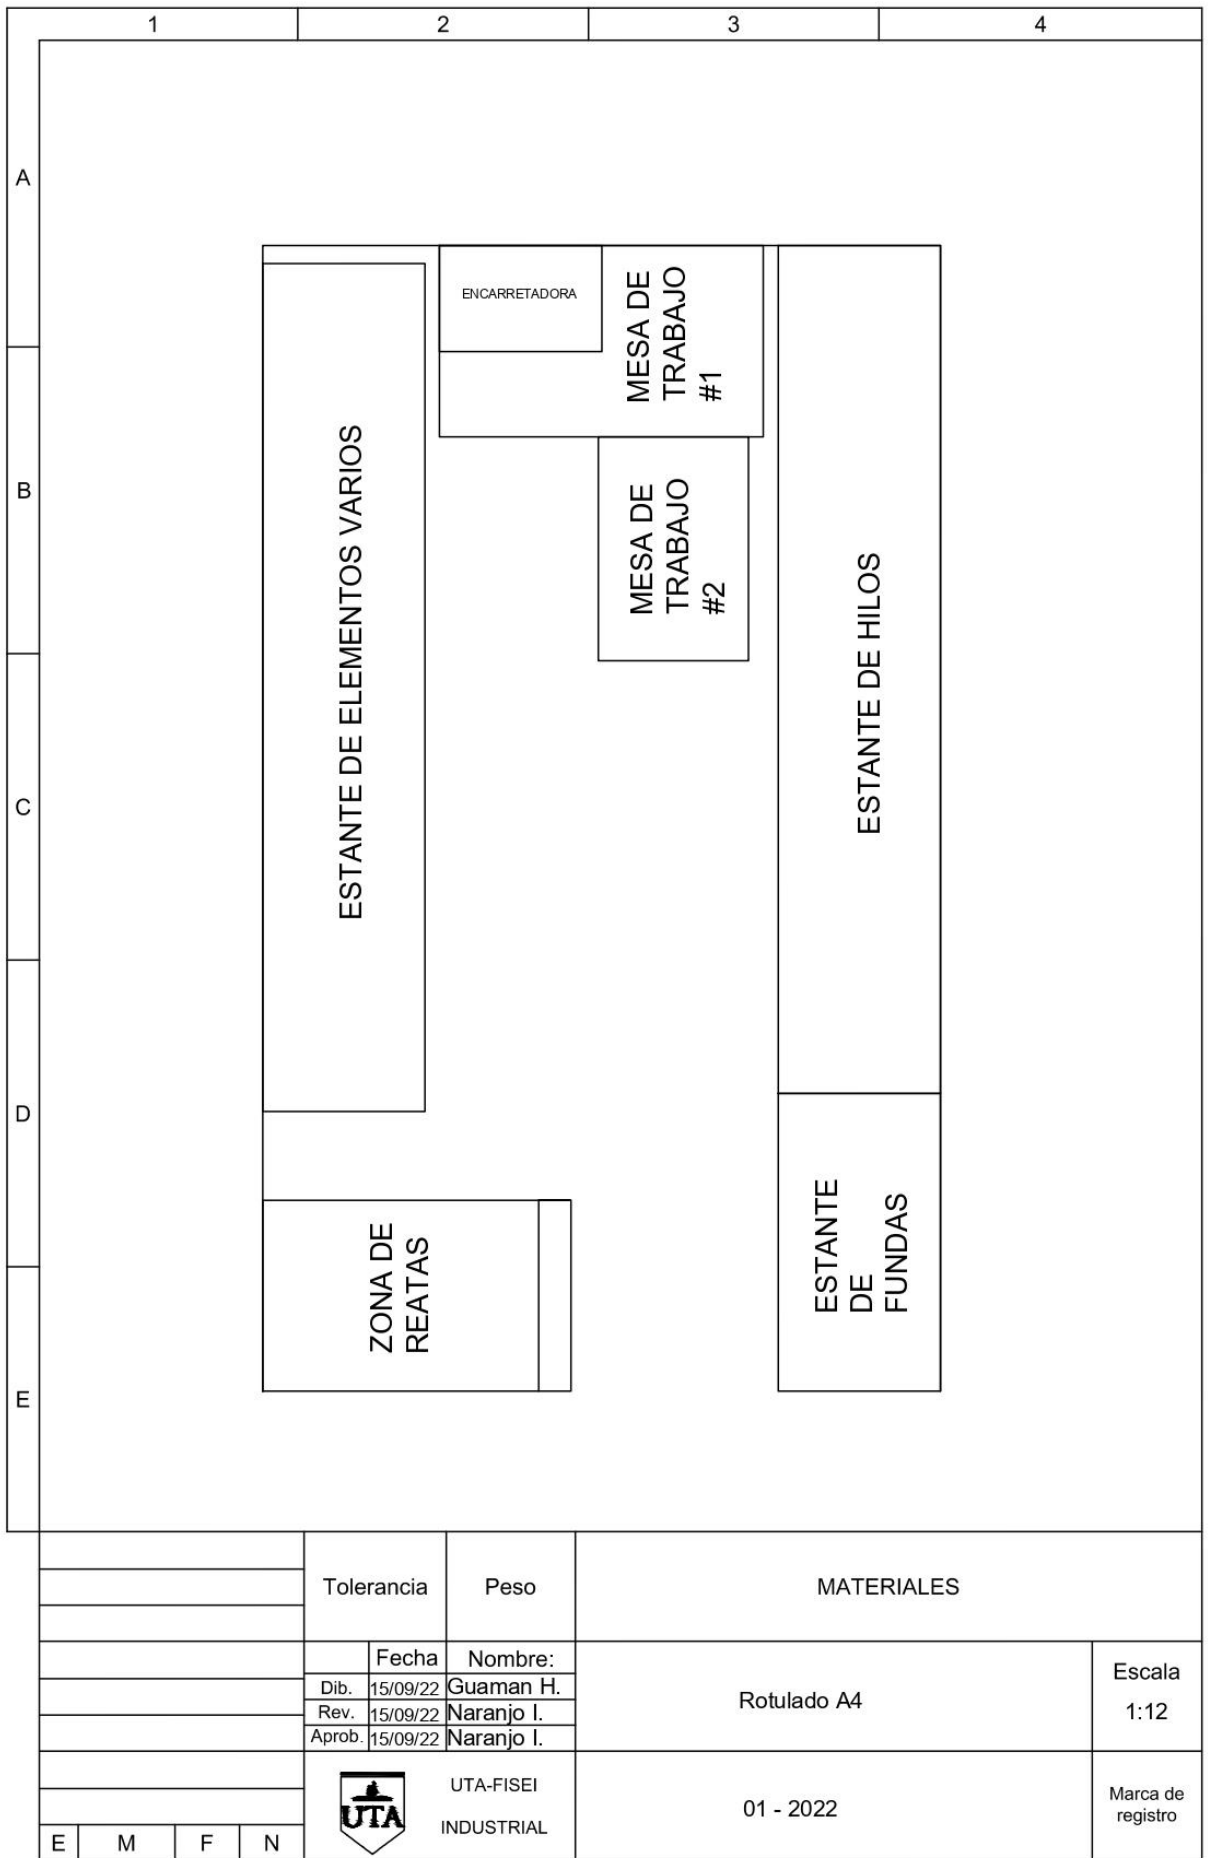 1
2
3
4
A
B
C
D
E
ENCARRETADORA
MESA DE
TRABAJO
#1
MESA DE
TRABAJO
#2
ESTANTE DE ELEMENTOS VARIOS
ESTANTE DE HILOS
ZONA DE
REATAS
ESTANTE
DE
FUNDAS
Tolerancia
Peso
MATERIALES
Fecha
Nombre:
Dib.
15/09/22
Guaman H.
Rev.
15/09/22
Naranjo I.
Aprob.
15/09/22
Naranjo I.
Rotulado A4
Escala
1:12
UTA
UTA-FISEI
INDUSTRIAL
01 - 2022
Marca de
registro
E
M
F
N